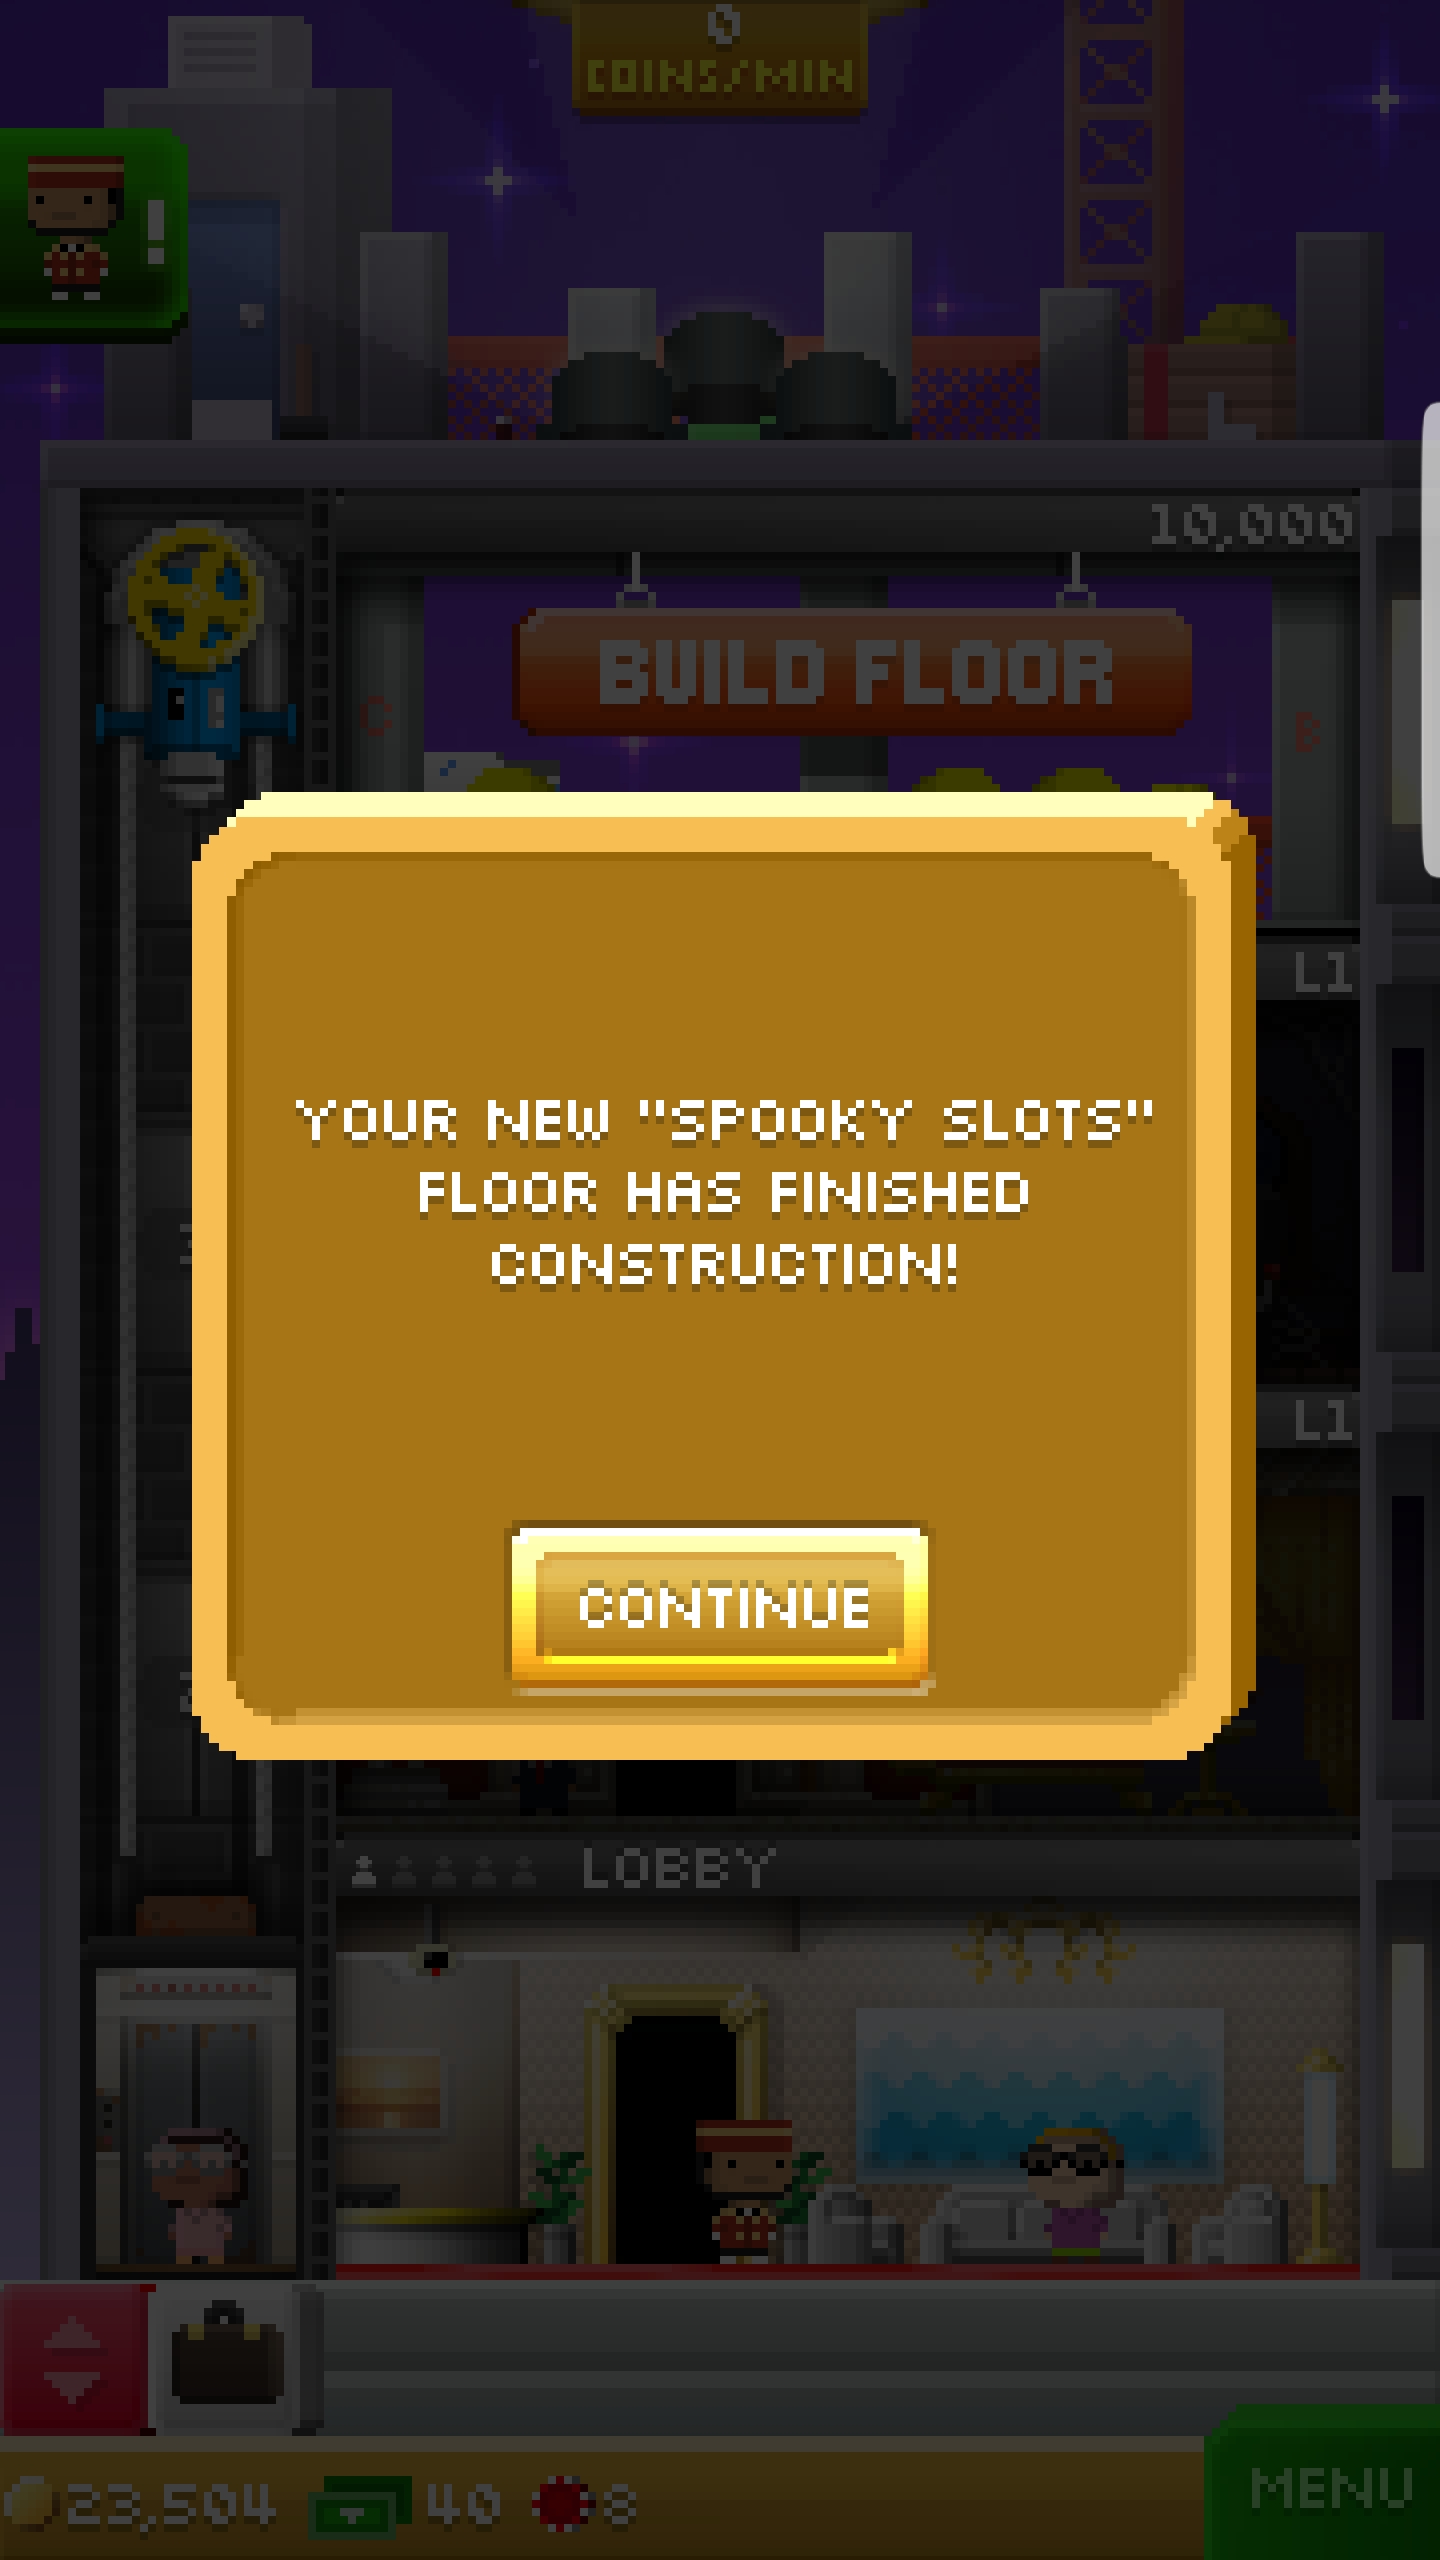 0
COINS/MIN
!
10,000
BUILD FLOOR
C
B
L1
YOUR NEW "SPOOKY SLOTS"
FLOOR HAS FINISHED
CONSTRUCTION!
L1
CONTINUE
LOBBY
23,504 40 8
MENU